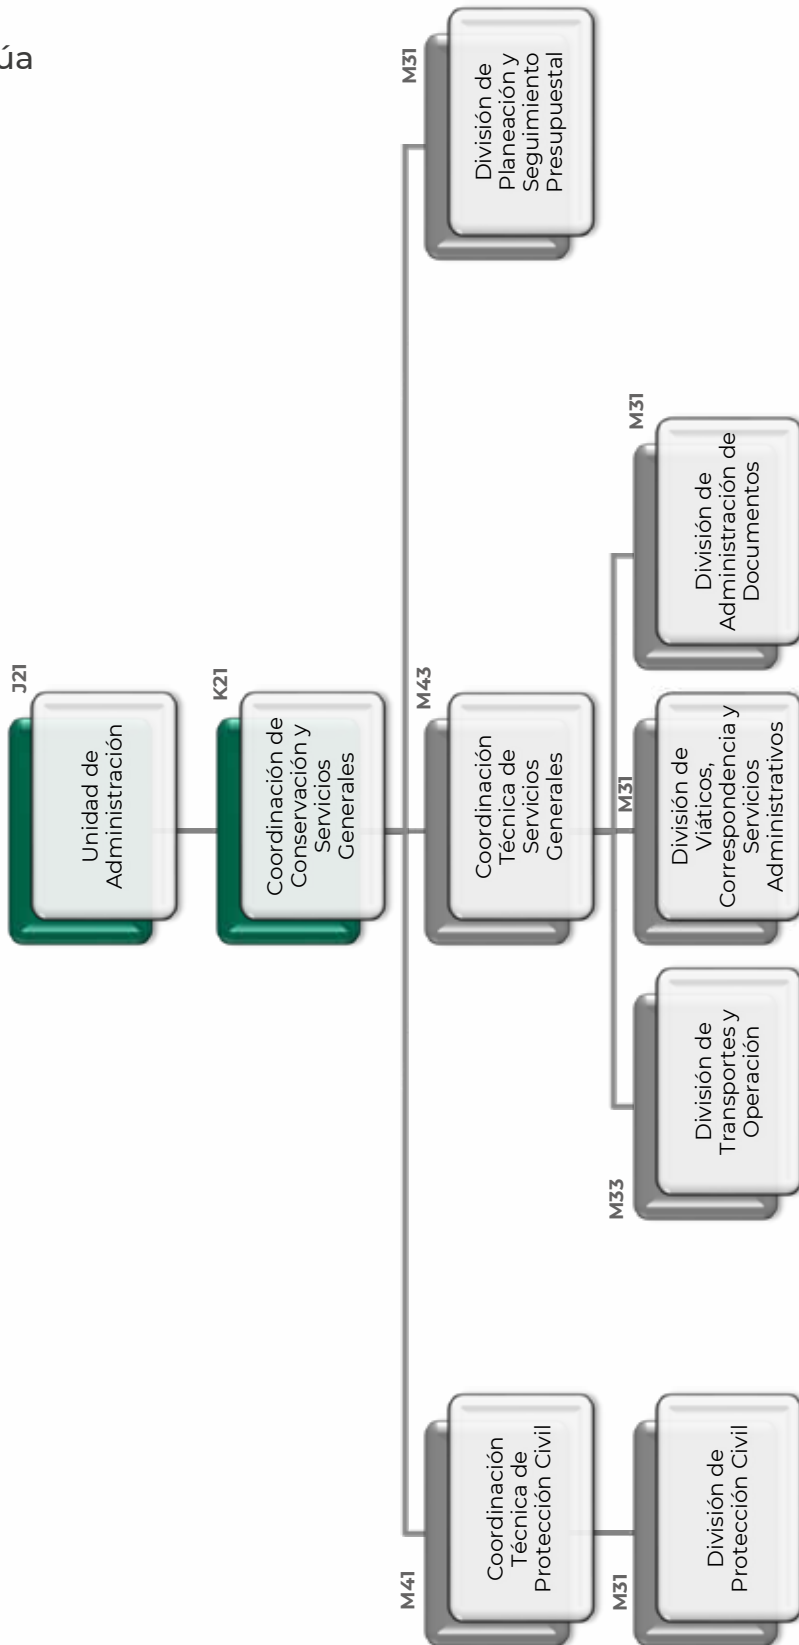 úa
J21
Unidad de
Administración
K21
Coordinación de
Conservación y
Servicios
Generales
M41
Coordinación
Técnica de
Protección Civil
M43
Coordinación
Técnica de
Servicios
Generales
M31
División de
Planeación y
Seguimiento
Presupuestal
M31
División de
Protección Civil
M33
División de
Transportes y
Operación
M31
División de
Viáticos,
Correspondencia y
Servicios
Administrativos
M31
División de
Administración de
Documentos